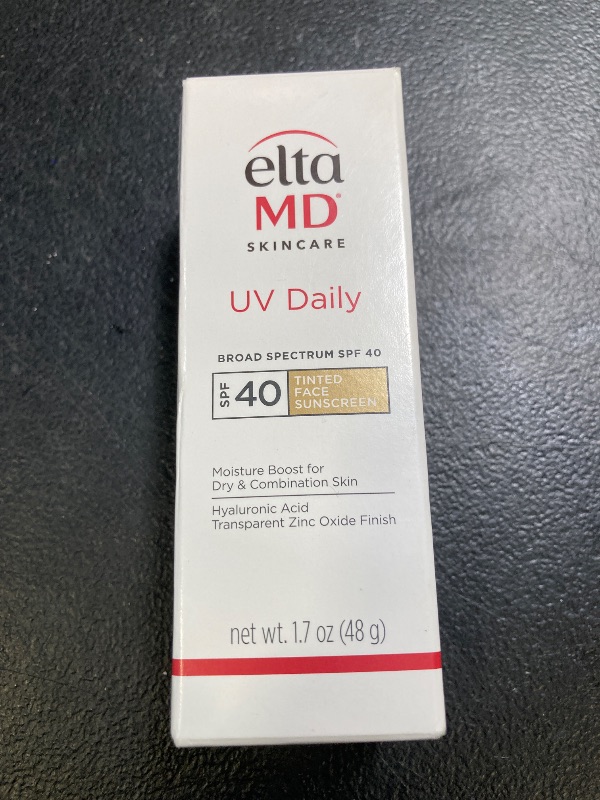 elta
MD®
SKINCARE
UV Daily
BROAD SPECTRUM SPF 40
SPF 40 TINTED
FACE
SUNSCREEN
Moisture Boost for
Dry & Combination Skin
Hyaluronic Acid
Transparent Zinc Oxide Finish
net wt. 1.7 oz (48 g)